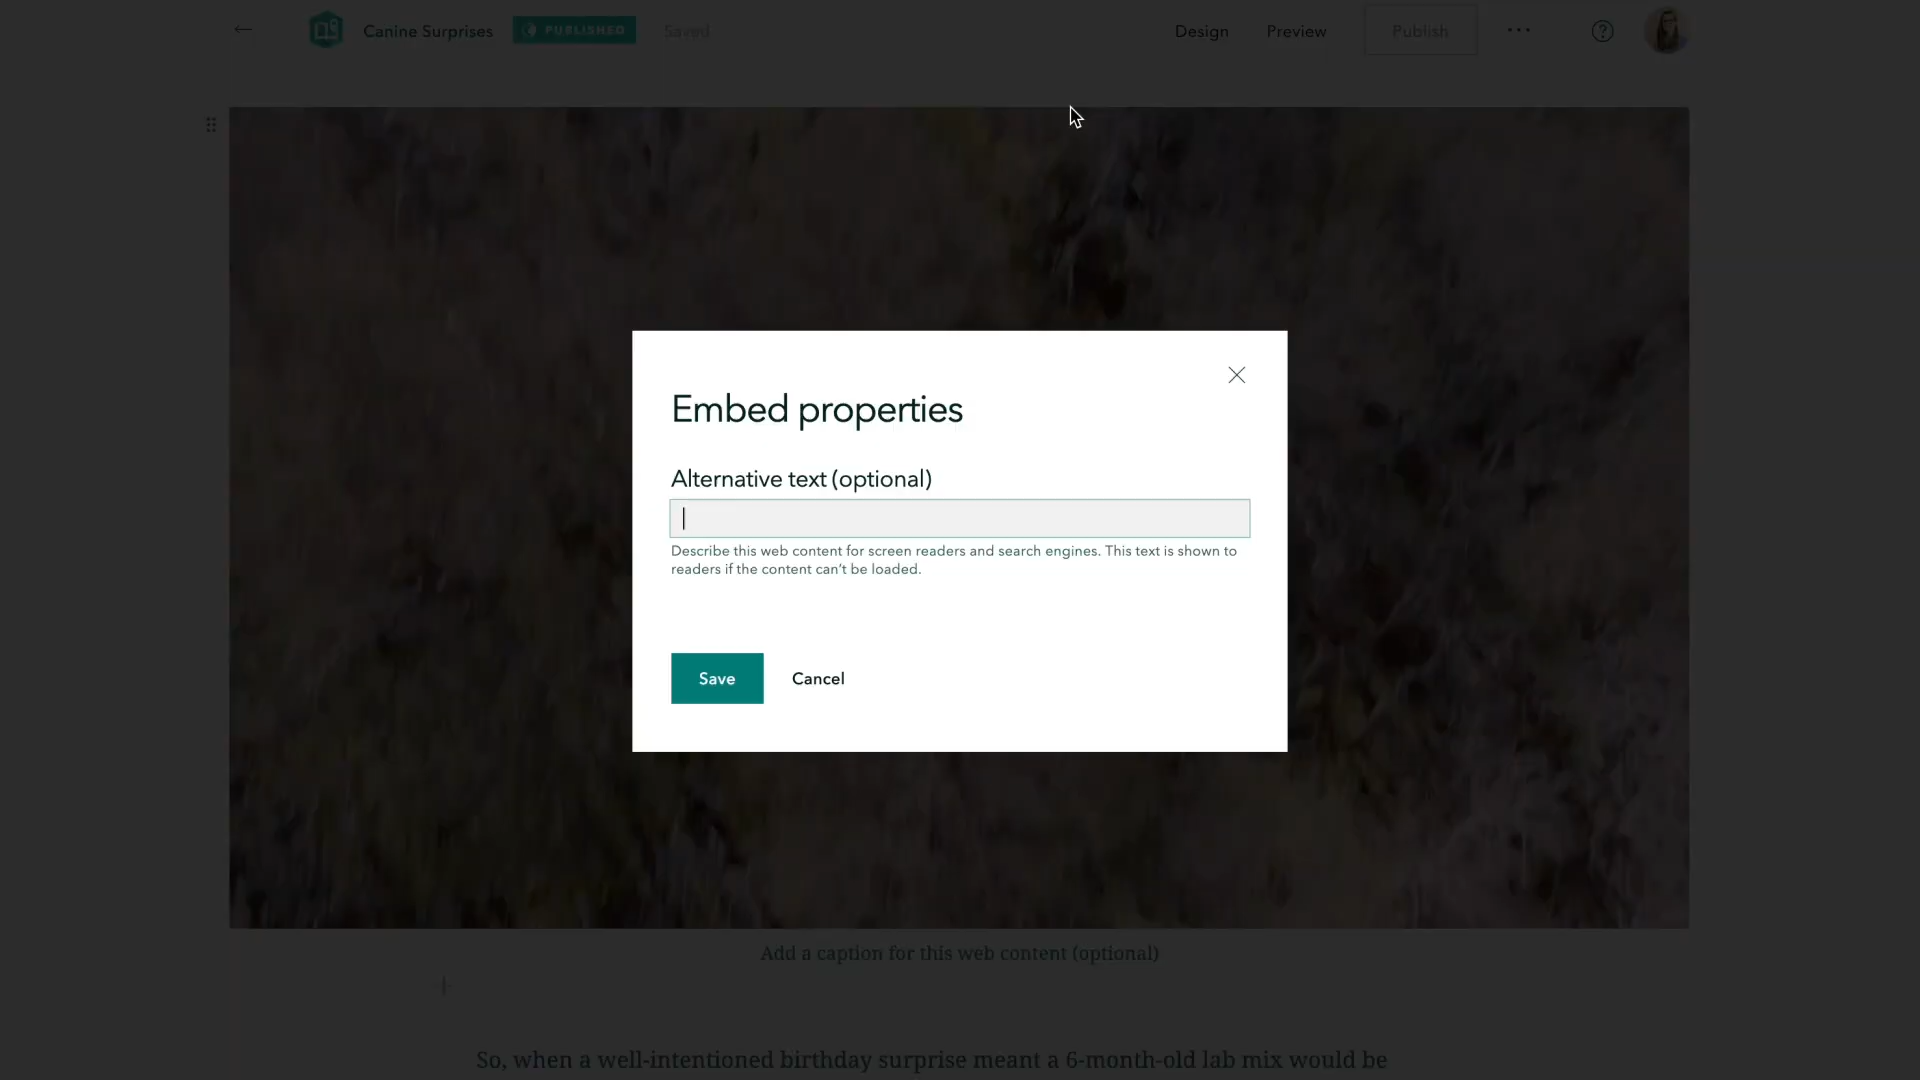 Canine Surprises
PUBLISHED
Saved
Design
Preview
Publish
Embed properties
Alternative text (optional)
Describe this web content for screen readers and search engines. This text is shown to
readers if the content can't be loaded.
Save
Cancel
Add a caption for this web content (optional)
So, when a well-intentioned birthday surprise meant a 6-month-old lab mix would be